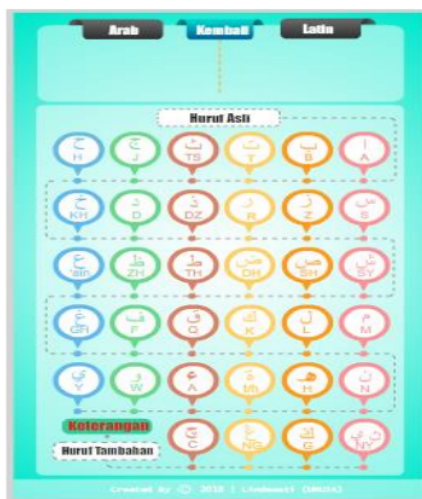 Arab Kembali Latin
Huruf Asli
ا ب ت ث ج ح
H J TS T B A
س ز ر ذ د خ
KH D DZ R Z S
ش ص ض ط ظ ع
'ain ZH TH DH SH SY
م ل ك ق ف غ
GH F Q K L M
ن ه ة ء و ي
Y W A t/h H N
Keterangan
C NG G NY
Huruf Tambahan
Created By © 2018 |